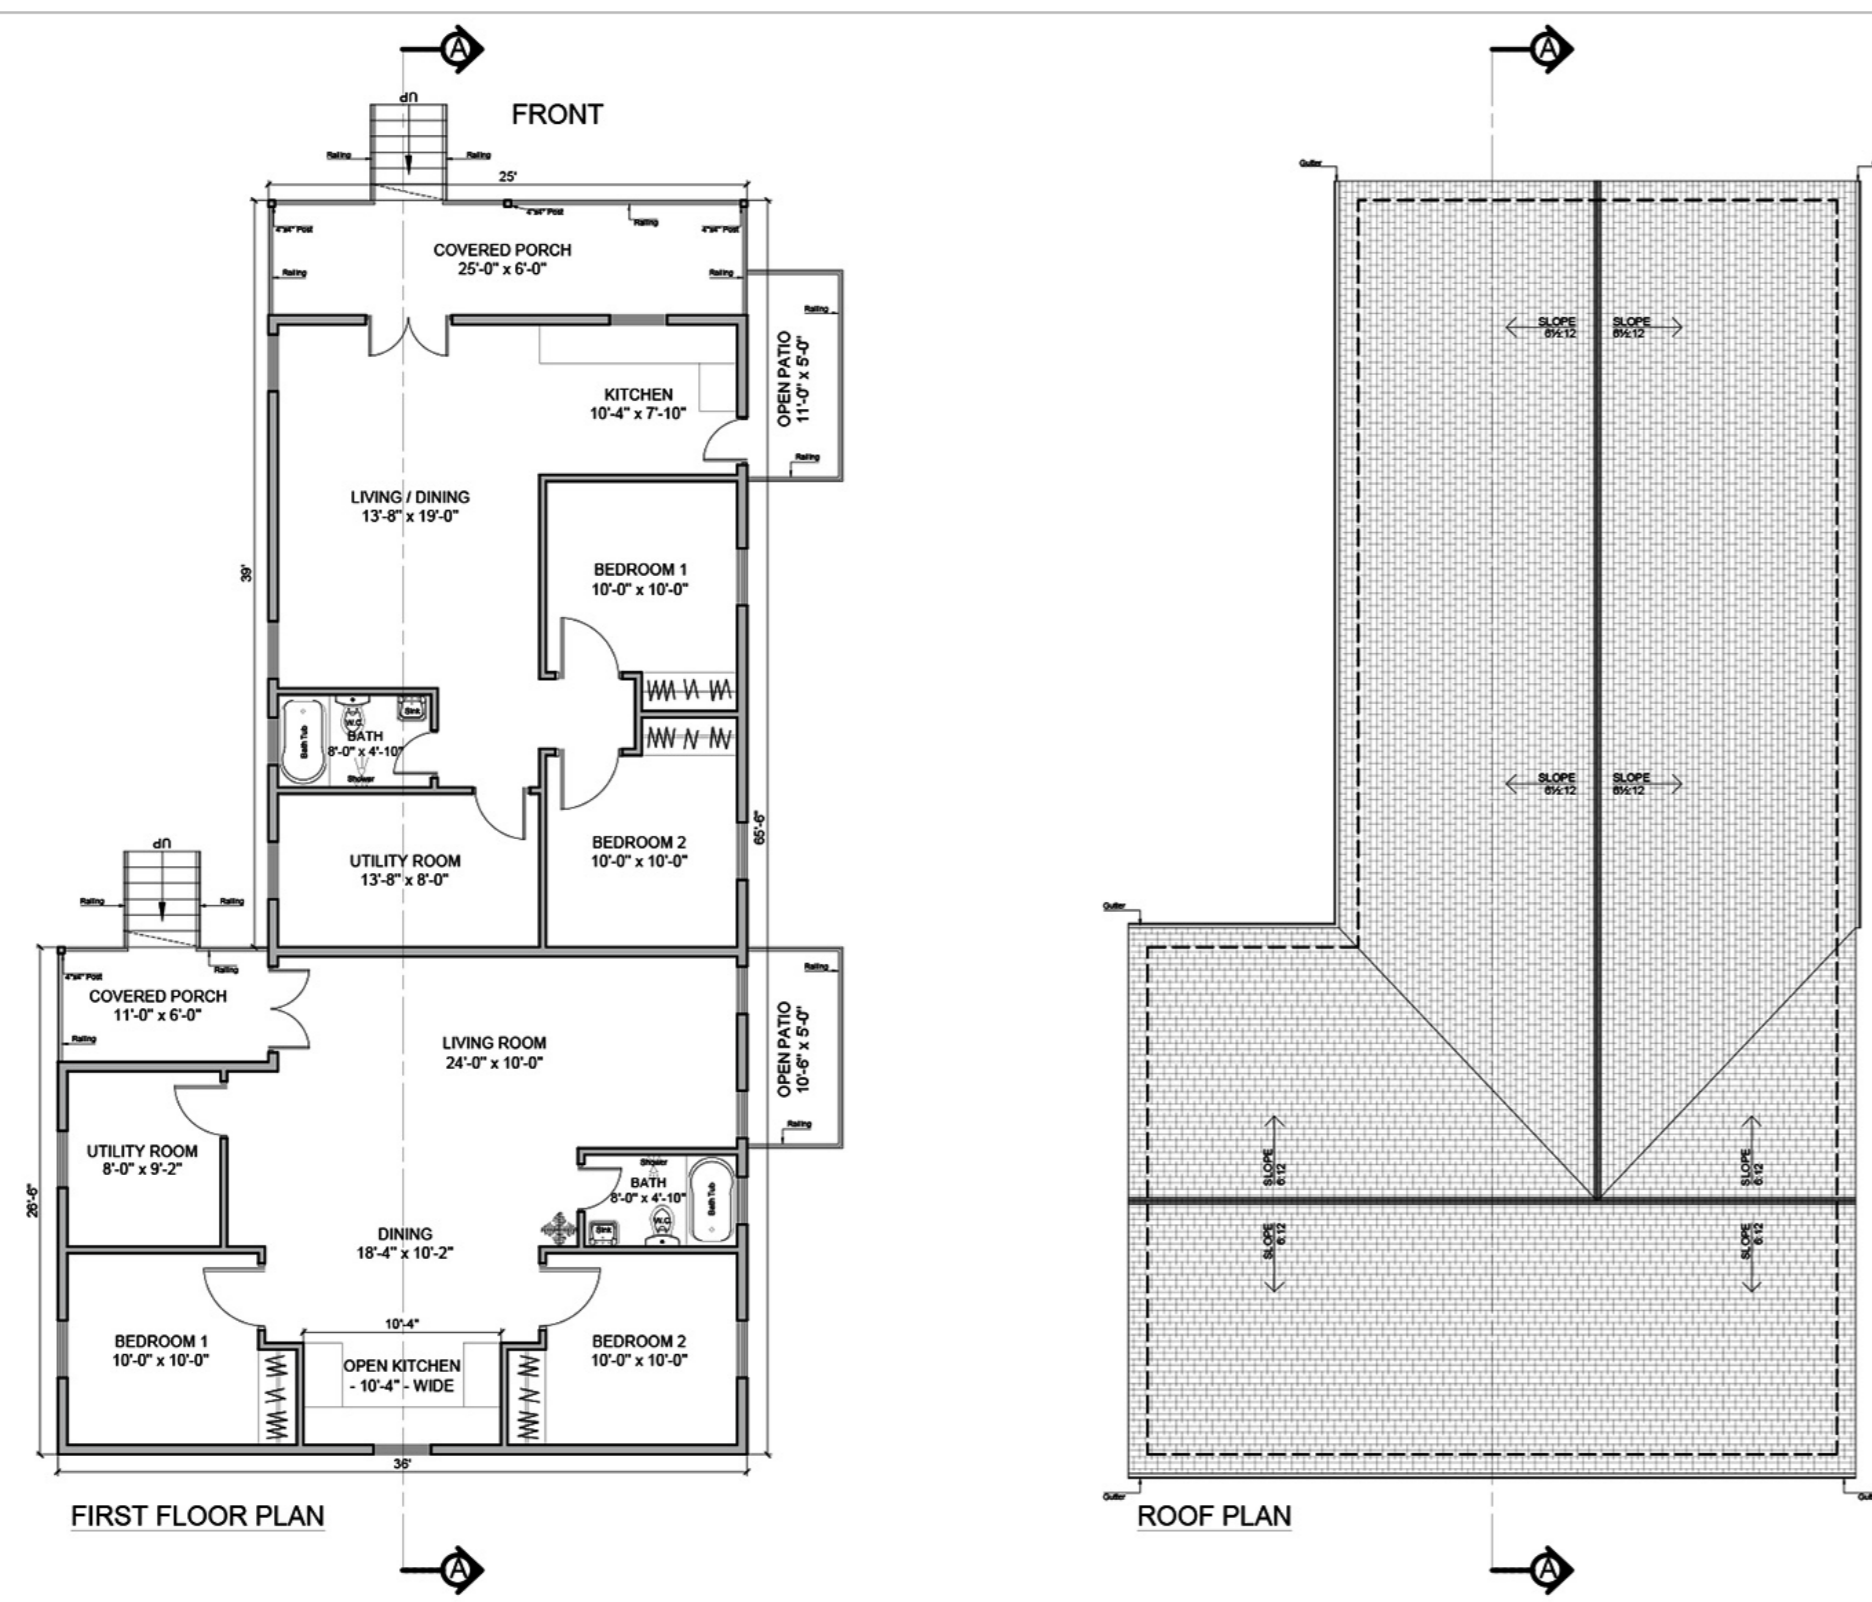 A
UP
FRONT
Railing
Railing
25'
4"x4" Post
Railing
4"x4" Post
4"x4" Post
COVERED PORCH
25'-0" x 6'-0"
Railing
Railing
Railing
OPEN PATIO
11'-0" x 5'-0"
Railing
KITCHEN
10'-4" x 7'-10"
LIVING / DINING
13'-8" x 19'-0"
39'
BEDROOM 1
10'-0" x 10'-0"
Bath Tub
W.C.
Sink
BATH
8'-0" x 4'-10"
Shower
65'-6"
BEDROOM 2
10'-0" x 10'-0"
UTILITY ROOM
13'-8" x 8'-0"
UP
Railing
Railing
4"x4" Post
Railing
COVERED PORCH
11'-0" x 6'-0"
Railing
Railing
OPEN PATIO
10'-6" x 5'-0"
Railing
LIVING ROOM
24'-0" x 10'-0"
UTILITY ROOM
8'-0" x 9'-2"
26'-6"
Shower
BATH
8'-0" x 4'-10"
Bath Tub
W.C.
Sink
DINING
18'-4" x 10'-2"
10'-4"
BEDROOM 1
10'-0" x 10'-0"
OPEN KITCHEN
- 10'-4" - WIDE
BEDROOM 2
10'-0" x 10'-0"
36'
FIRST FLOOR PLAN
A
A
Gutter
SLOPE
6½:12
SLOPE
6½:12
SLOPE
6½:12
SLOPE
6½:12
Gutter
SLOPE
6:12
SLOPE
6:12
SLOPE
6:12
SLOPE
6:12
Gutter
ROOF PLAN
A